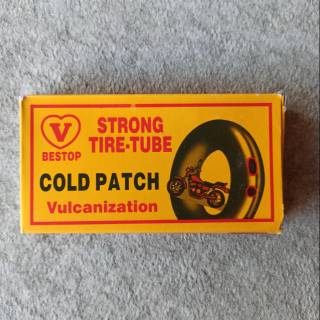 V
BESTOP
STRONG
TIRE-TUBE
COLD PATCH
Vulcanization